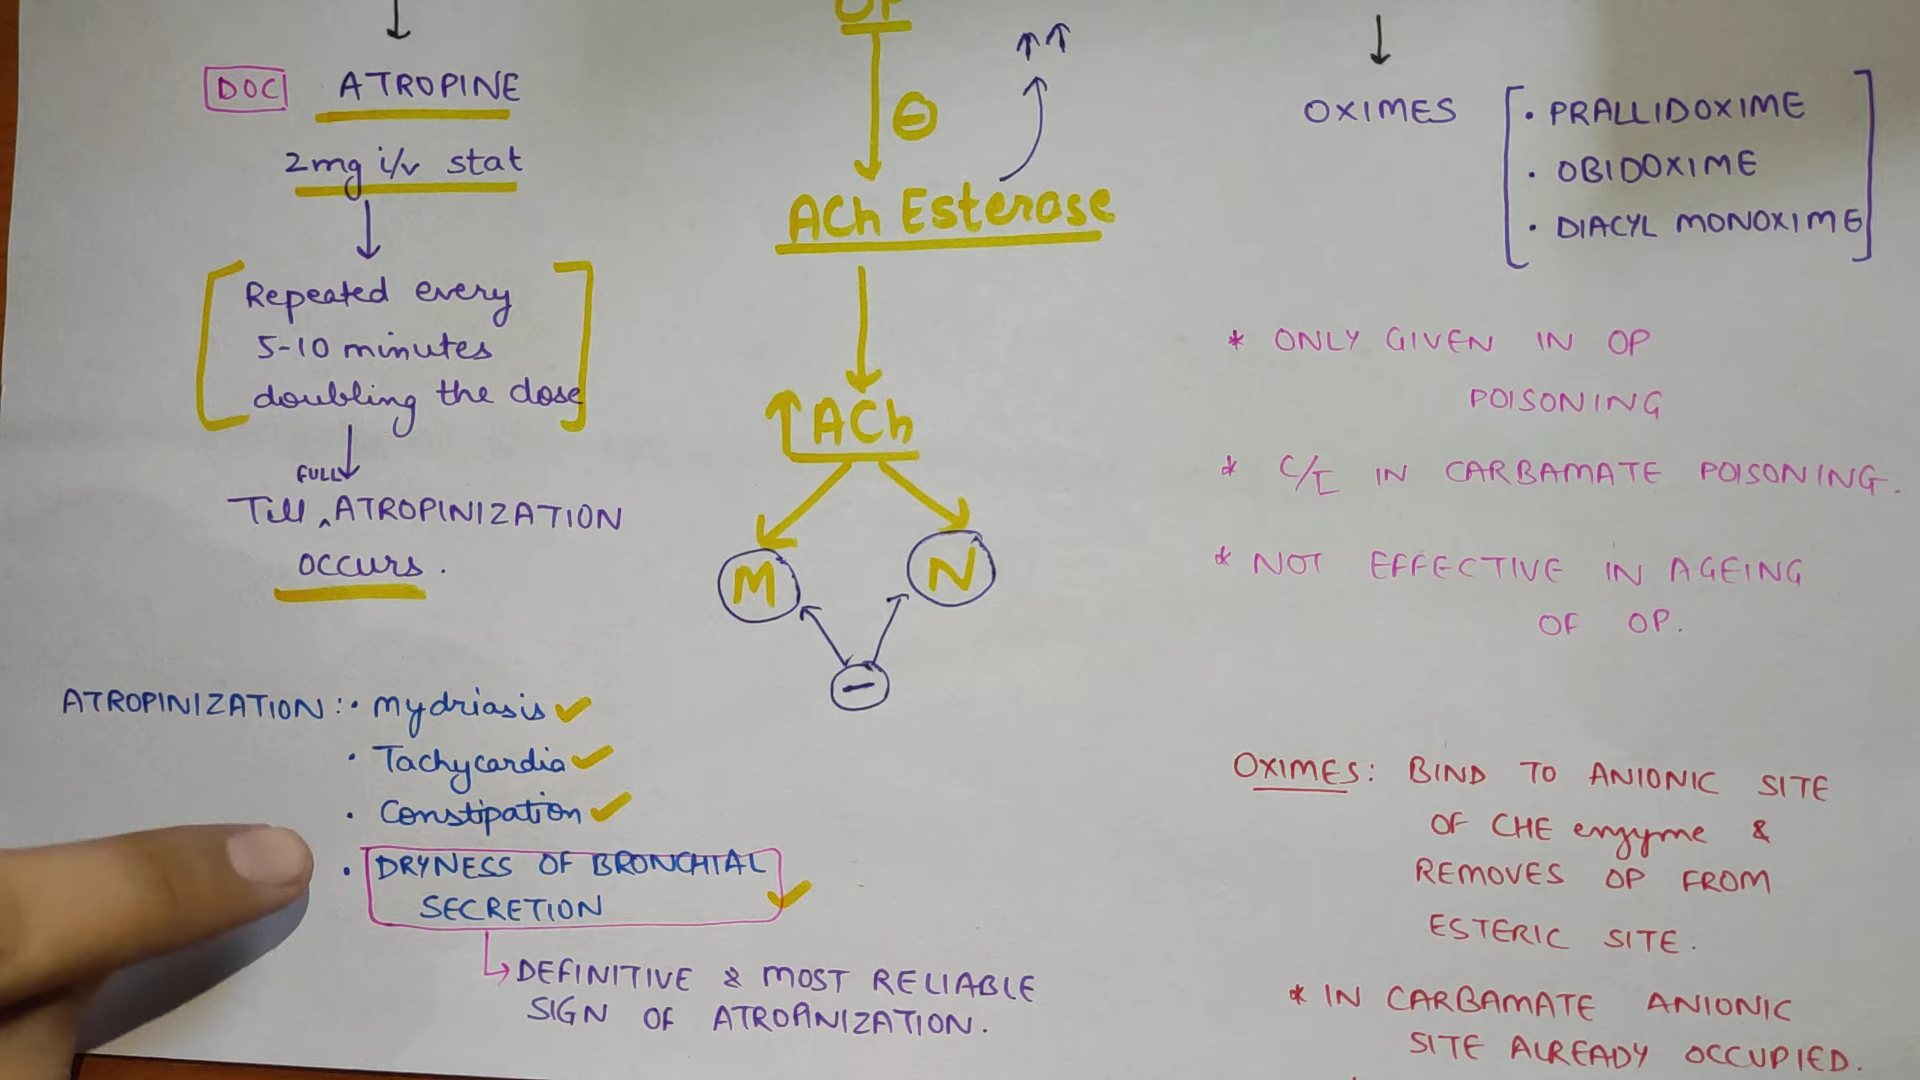 DOC ATROPINE
2mg i/v stat
Repeated every
5-10 minutes
doubling the dose
FULL
Till ^ ATROPINIZATION
occurs.
ATROPINIZATION: • Mydriasis ✓
• Tachycardia ✓
• Constipation ✓
• DRYNESS OF BRONCHIAL
SECRETION ✓
↳ DEFINITIVE & MOST RELIABLE
SIGN OF ATROPINIZATION.
OP
⊖
↑↑
ACh Esterase
↑ACh
M N
−
OXIMES
• PRALLIDOXIME
• OBIDOXIME
• DIACYL MONOXIME
* ONLY GIVEN IN OP
POISONING
* C/I IN CARBAMATE POISONING.
* NOT EFFECTIVE IN AGEING
OF OP.
OXIMES: BIND TO ANIONIC SITE
OF CHE enzyme &
REMOVES OP FROM
ESTERIC SITE.
* IN CARBAMATE ANIONIC
SITE ALREADY OCCUPIED.